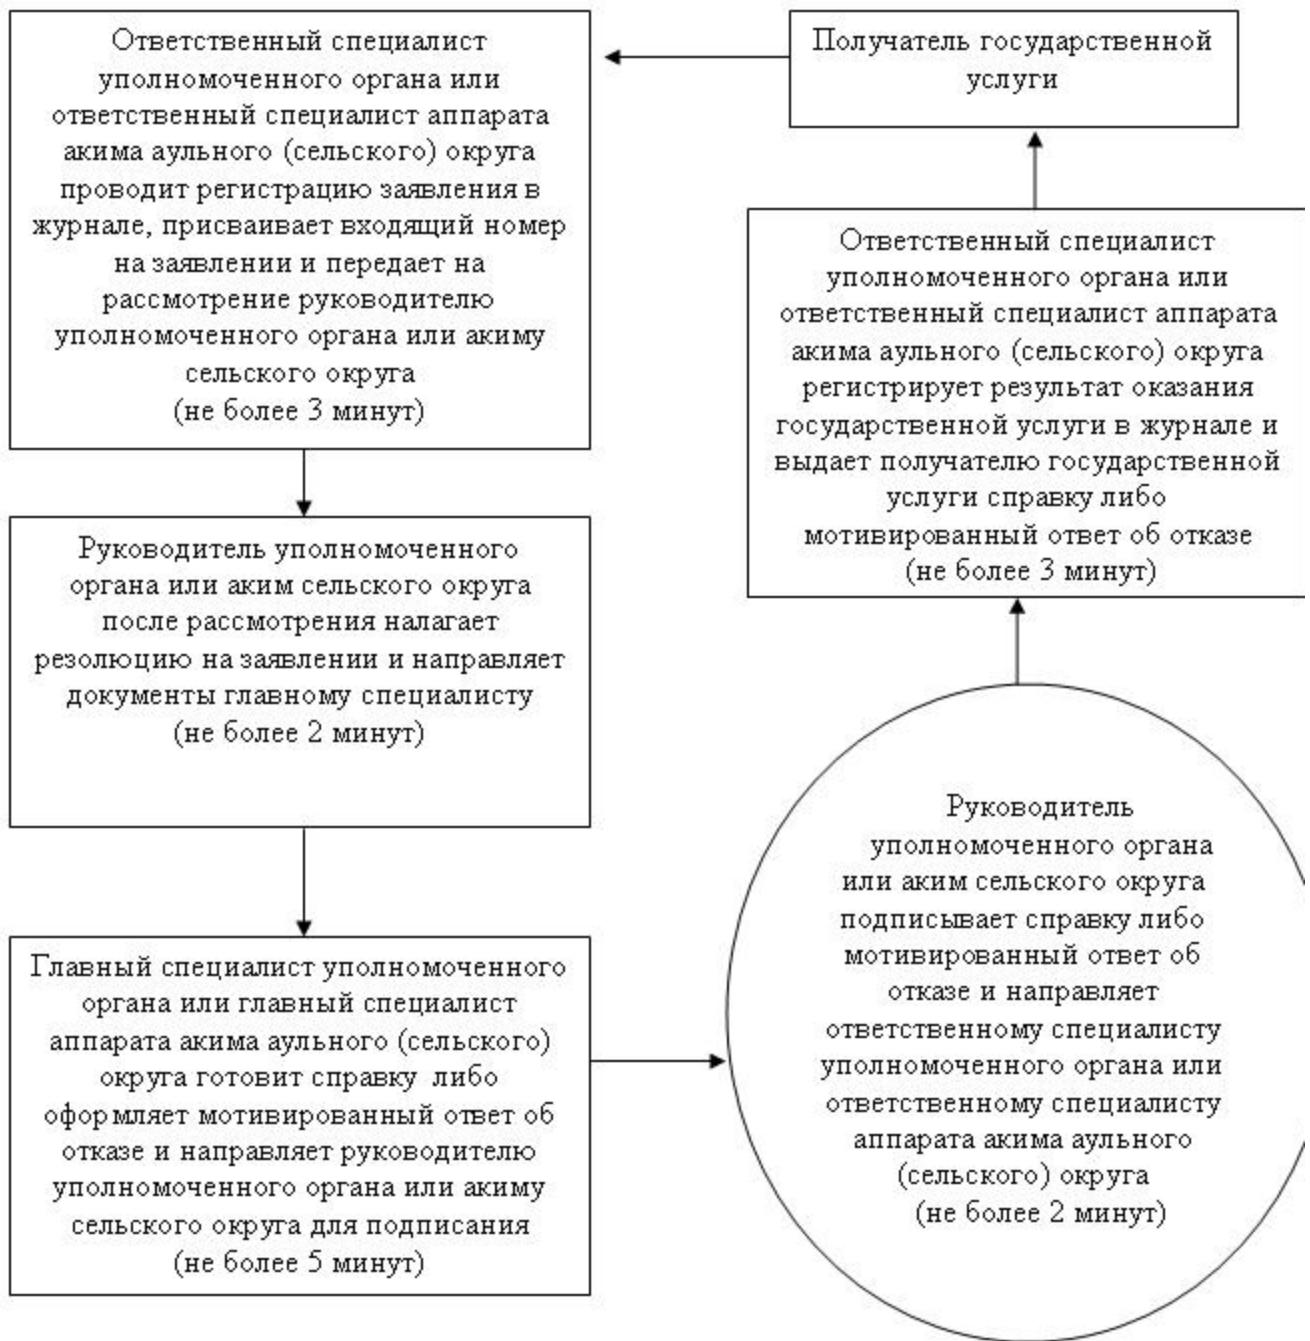 Ответственный специалист
уполномоченного органа или
ответственный специалист аппарата
акима аульного (сельского) округа
проводит регистрацию заявления в
журнале, присваивает входящий номер
на заявлении и передает на
рассмотрение руководителю
уполномоченного органа или акиму
сельского округа
(не более 3 минут)
Руководитель уполномоченного
органа или аким сельского округа
после рассмотрения налагает
резолюцию на заявлении и направляет
документы главному специалисту
(не более 2 минут)
Главный специалист уполномоченного
органа или главный специалист
аппарата акима аульного (сельского)
округа готовит справку либо
оформляет мотивированный ответ об
отказе и направляет руководителю
уполномоченного органа или акиму
сельского округа для подписания
(не более 5 минут)
Руководитель
уполномоченного органа
или аким сельского округа
подписывает справку либо
мотивированный ответ об
отказе и направляет
ответственному специалисту
уполномоченного органа или
ответственному специалисту
аппарата акима аульного
(сельского) округа
(не более 2 минут)
Ответственный специалист
уполномоченного органа или
ответственный специалист аппарата
акима аульного (сельского) округа
регистрирует результат оказания
государственной услуги в журнале и
выдает получателю государственной
услуги справку либо
мотивированный ответ об отказе
(не более 3 минут)
Получатель государственной
услуги